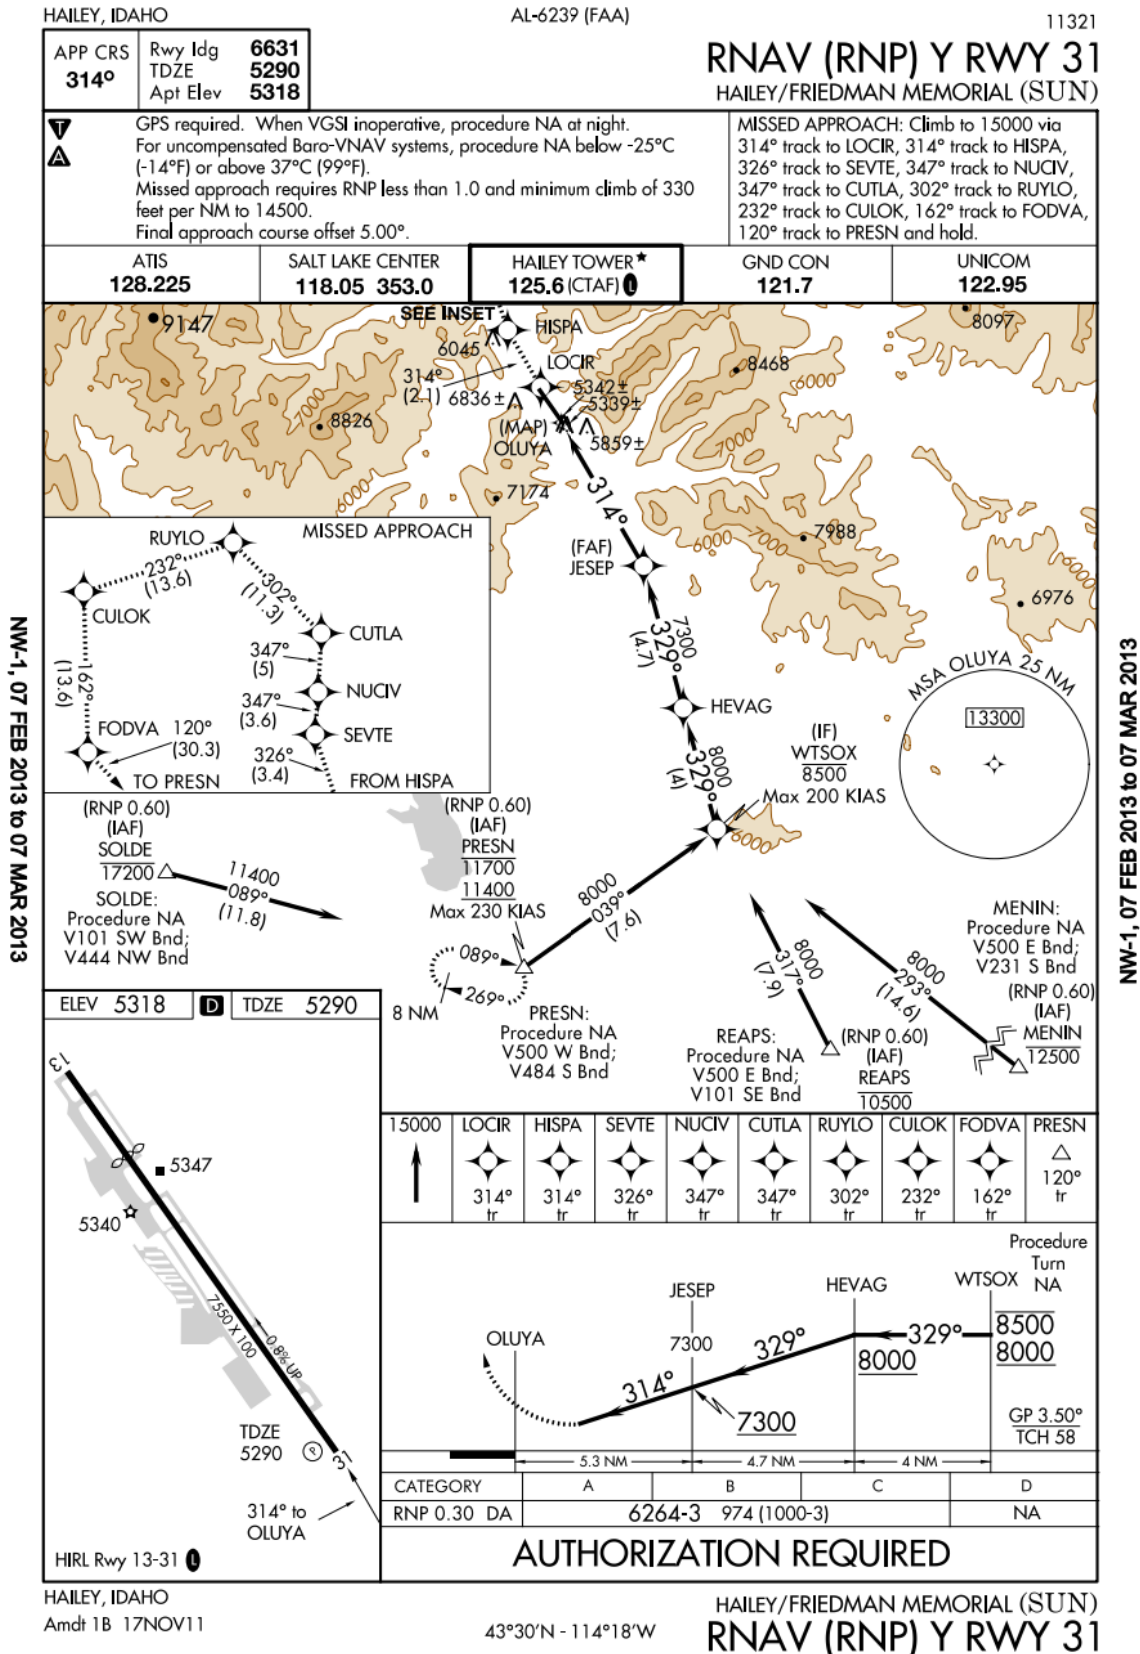 HAILEY, IDAHO
AL-6239 (FAA)
11321
APP CRS
314°
Rwy ldg 6631
TDZE 5290
Apt Elev 5318
RNAV (RNP) Y RWY 31
HAILEY/FRIEDMAN MEMORIAL (SUN)
T
A
GPS required. When VGSI inoperative, procedure NA at night.
For uncompensated Baro-VNAV systems, procedure NA below -25°C
(-14°F) or above 37°C (99°F).
Missed approach requires RNP less than 1.0 and minimum climb of 330
feet per NM to 14500.
Final approach course offset 5.00°.
MISSED APPROACH: Climb to 15000 via
314° track to LOCIR, 314° track to HISPA,
326° track to SEVTE, 347° track to NUCIV,
347° track to CUTLA, 302° track to RUYLO,
232° track to CULOK, 162° track to FODVA,
120° track to PRESN and hold.
ATIS
128.225
SALT LAKE CENTER
118.05 353.0
HAILEY TOWER★
125.6 (CTAF) L
GND CON
121.7
UNICOM
122.95
9147
SEE INSET
HISPA
8097
6045
LOCIR
8468
6000
314°
(2.1)
6836±
5342±
5339±
7000
8826
(MAP)
OLUYA
5859±
7000
6000
7174
314°
6000
7000
7988
6000
(FAF)
JESEP
6976
MISSED APPROACH
RUYLO
232°
(13.6)
302°
(11.3)
CULOK
CUTLA
347°
(5)
162°
(13.6)
NUCIV
347°
(3.6)
FODVA
120°
(30.3)
SEVTE
326°
(3.4)
TO PRESN
FROM HISPA
7300
329°
(4.7)
HEVAG
8000
329°
(4)
(IF)
WTSOX
8500
Max 200 KIAS
6000
MSA OLUYA 25 NM
13300
(RNP 0.60)
(IAF)
SOLDE
17200
11400
089°
(11.8)
SOLDE:
Procedure NA
V101 SW Bnd;
V444 NW Bnd
(RNP 0.60)
(IAF)
PRESN
11700
11400
Max 230 KIAS
8000
039°
(7.6)
089°
269°
8 NM
PRESN:
Procedure NA
V500 W Bnd;
V484 S Bnd
8000
317°
(7.9)
REAPS:
Procedure NA
V500 E Bnd;
V101 SE Bnd
(RNP 0.60)
(IAF)
REAPS
10500
8000
293°
(14.6)
MENIN:
Procedure NA
V500 E Bnd;
V231 S Bnd
(RNP 0.60)
(IAF)
MENIN
12500
ELEV 5318 D TDZE 5290
13
5347
5340
7550 X 100
0.8% UP
TDZE
5290
P
31
314° to
OLUYA
HIRL Rwy 13-31 L
15000 LOCIR HISPA SEVTE NUCIV CUTLA RUYLO CULOK FODVA PRESN
314° 314° 326° 347° 347° 302° 232° 162° 120°
tr tr tr tr tr tr tr tr tr
Procedure
Turn
NA
OLUYA
JESEP
HEVAG
WTSOX
7300
314°
329°
329°
8500
8000
8000
7300
GP 3.50°
TCH 58
5.3 NM 4.7 NM 4 NM
CATEGORY A B C D
RNP 0.30 DA 6264-3 974 (1000-3) NA
AUTHORIZATION REQUIRED
HAILEY, IDAHO
Amdt 1B 17NOV11
43°30'N - 114°18'W
HAILEY/FRIEDMAN MEMORIAL (SUN)
RNAV (RNP) Y RWY 31
NW-1, 07 FEB 2013 to 07 MAR 2013
NW-1, 07 FEB 2013 to 07 MAR 2013